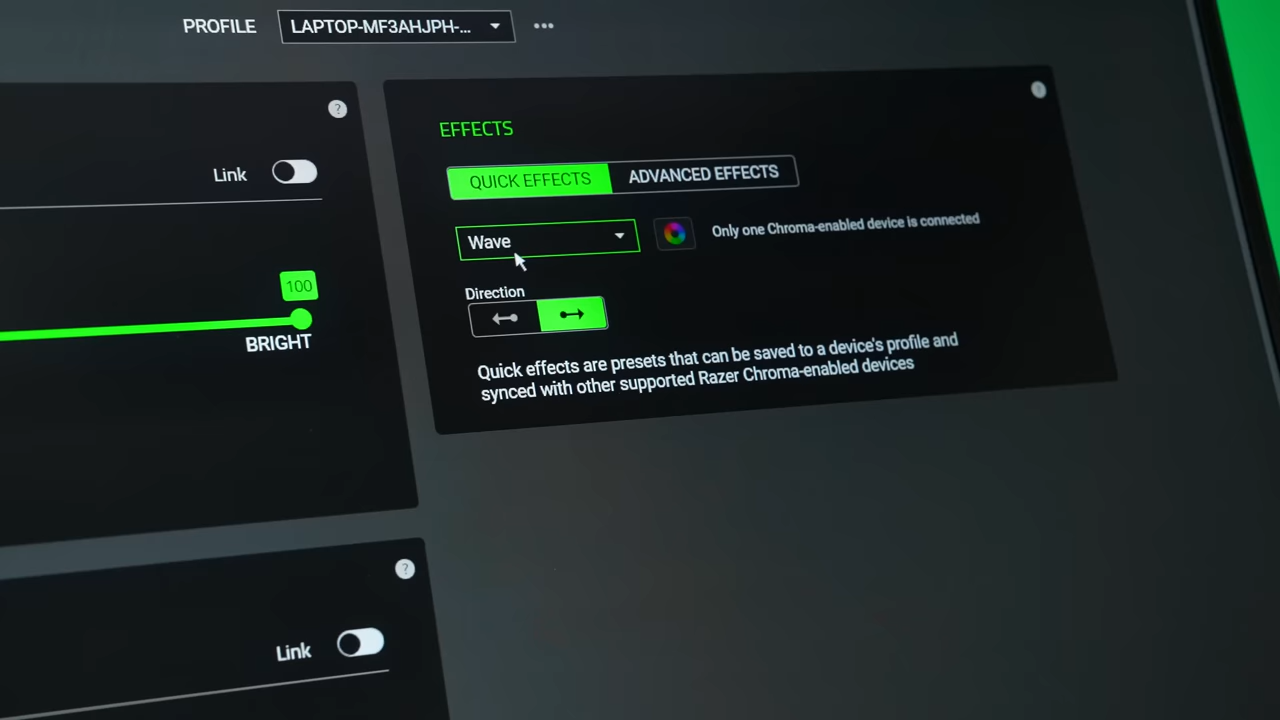 PROFILE
LAPTOP-MF3AHJPH-...
?
Link
100
BRIGHT
?
Link
EFFECTS
QUICK EFFECTS
ADVANCED EFFECTS
Wave
Only one Chroma-enabled device is connected
Direction
Quick effects are presets that can be saved to a device's profile and
synced with other supported Razer Chroma-enabled devices